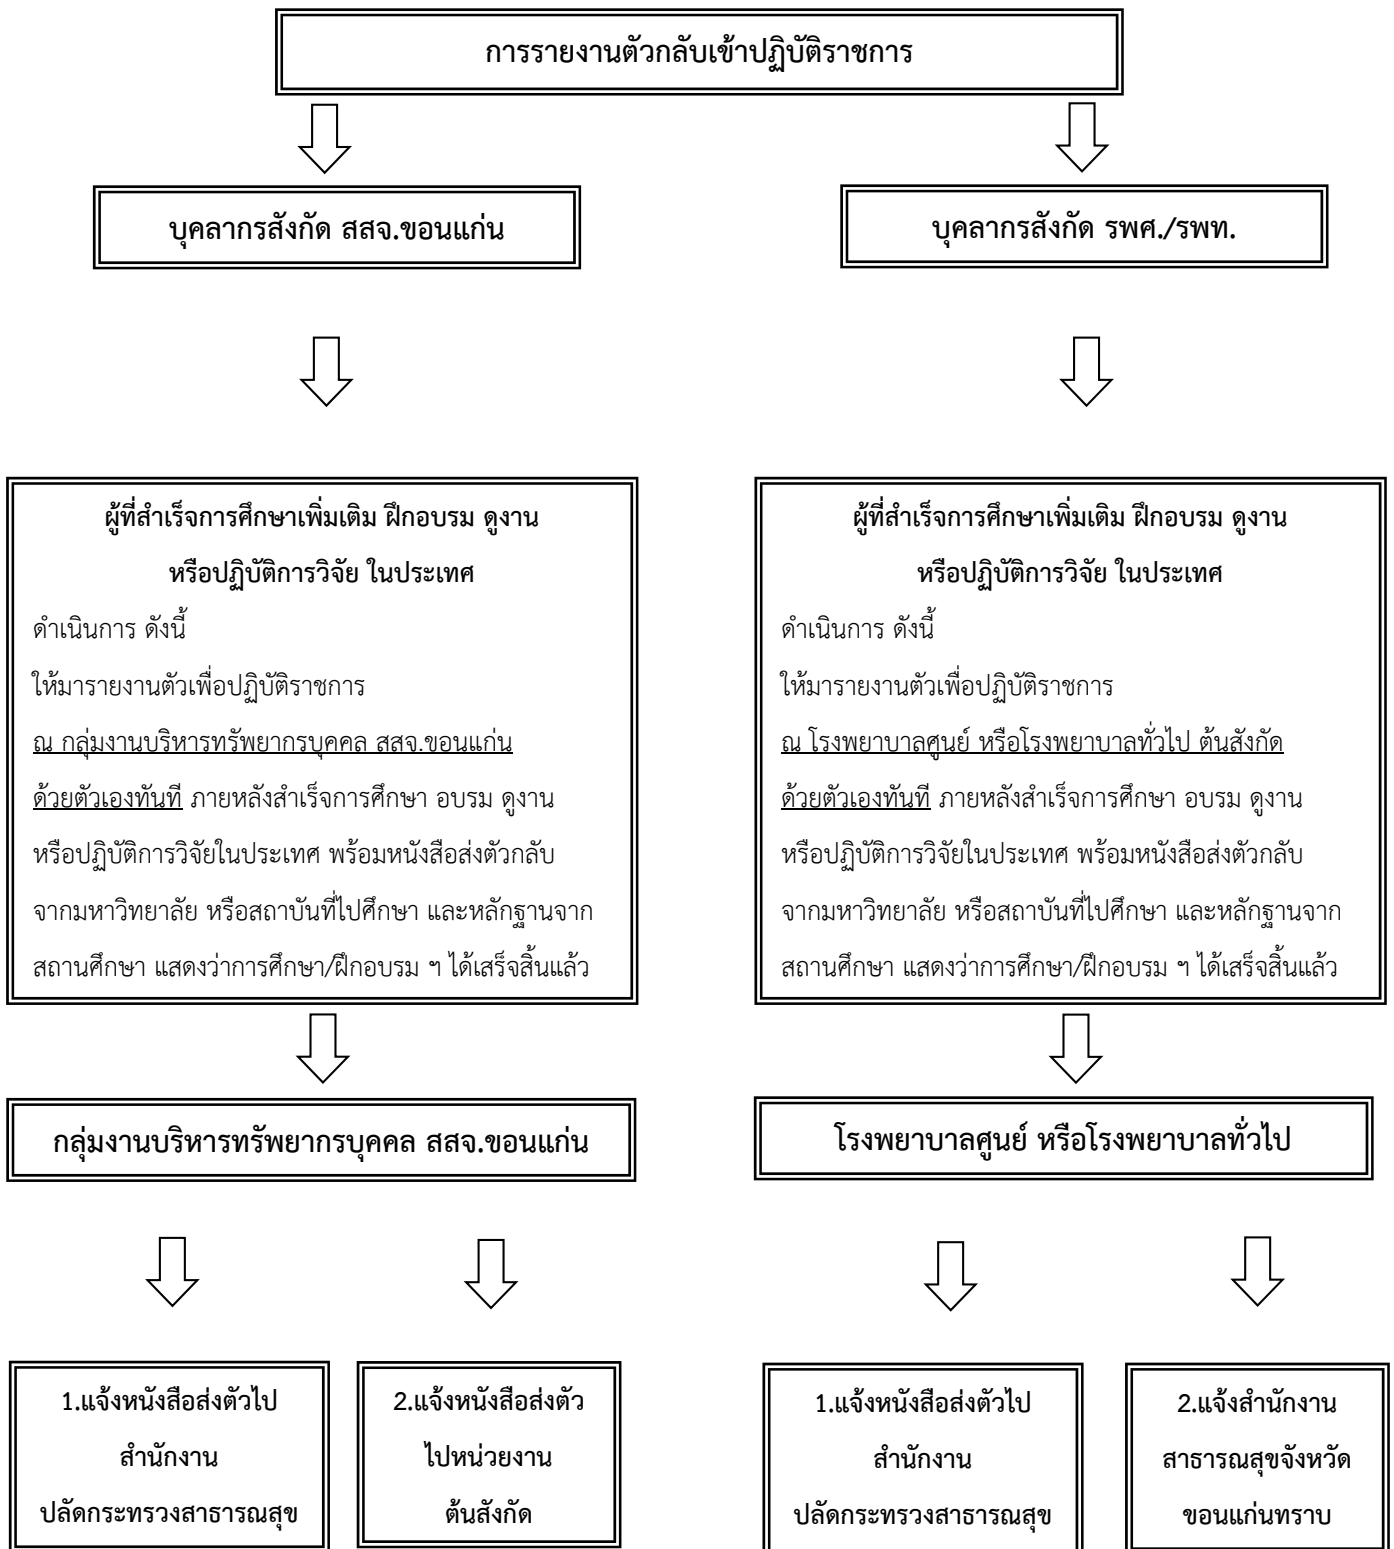 การรายงานตัวกลับเข้าปฏิบัติราชการ
บุคลากรสังกัด สสจ.ขอนแก่น
บุคลากรสังกัด รพศ./รพท.
ผู้ที่สำเร็จการศึกษาเพิ่มเติม ฝึกอบรม ดูงาน
หรือปฏิบัติการวิจัย ในประเทศ
ดำเนินการ ดังนี้
ให้มารายงานตัวเพื่อปฏิบัติราชการ
ณ กลุ่มงานบริหารทรัพยากรบุคคล สสจ.ขอนแก่น
ด้วยตัวเองทันที ภายหลังสำเร็จการศึกษา อบรม ดูงาน
หรือปฏิบัติการวิจัยในประเทศ พร้อมหนังสือส่งตัวกลับ
จากมหาวิทยาลัย หรือสถาบันที่ไปศึกษา และหลักฐานจาก
สถานศึกษา แสดงว่าการศึกษา/ฝึกอบรม ฯ ได้เสร็จสิ้นแล้ว
ผู้ที่สำเร็จการศึกษาเพิ่มเติม ฝึกอบรม ดูงาน
หรือปฏิบัติการวิจัย ในประเทศ
ดำเนินการ ดังนี้
ให้มารายงานตัวเพื่อปฏิบัติราชการ
ณ โรงพยาบาลศูนย์ หรือโรงพยาบาลทั่วไป ต้นสังกัด
ด้วยตัวเองทันที ภายหลังสำเร็จการศึกษา อบรม ดูงาน
หรือปฏิบัติการวิจัยในประเทศ พร้อมหนังสือส่งตัวกลับ
จากมหาวิทยาลัย หรือสถาบันที่ไปศึกษา และหลักฐานจาก
สถานศึกษา แสดงว่าการศึกษา/ฝึกอบรม ฯ ได้เสร็จสิ้นแล้ว
กลุ่มงานบริหารทรัพยากรบุคคล สสจ.ขอนแก่น
โรงพยาบาลศูนย์ หรือโรงพยาบาลทั่วไป
1.แจ้งหนังสือส่งตัวไป
สำนักงาน
ปลัดกระทรวงสาธารณสุข
2.แจ้งหนังสือส่งตัว
ไปหน่วยงาน
ต้นสังกัด
1.แจ้งหนังสือส่งตัวไป
สำนักงาน
ปลัดกระทรวงสาธารณสุข
2.แจ้งสำนักงาน
สาธารณสุขจังหวัด
ขอนแก่นทราบ